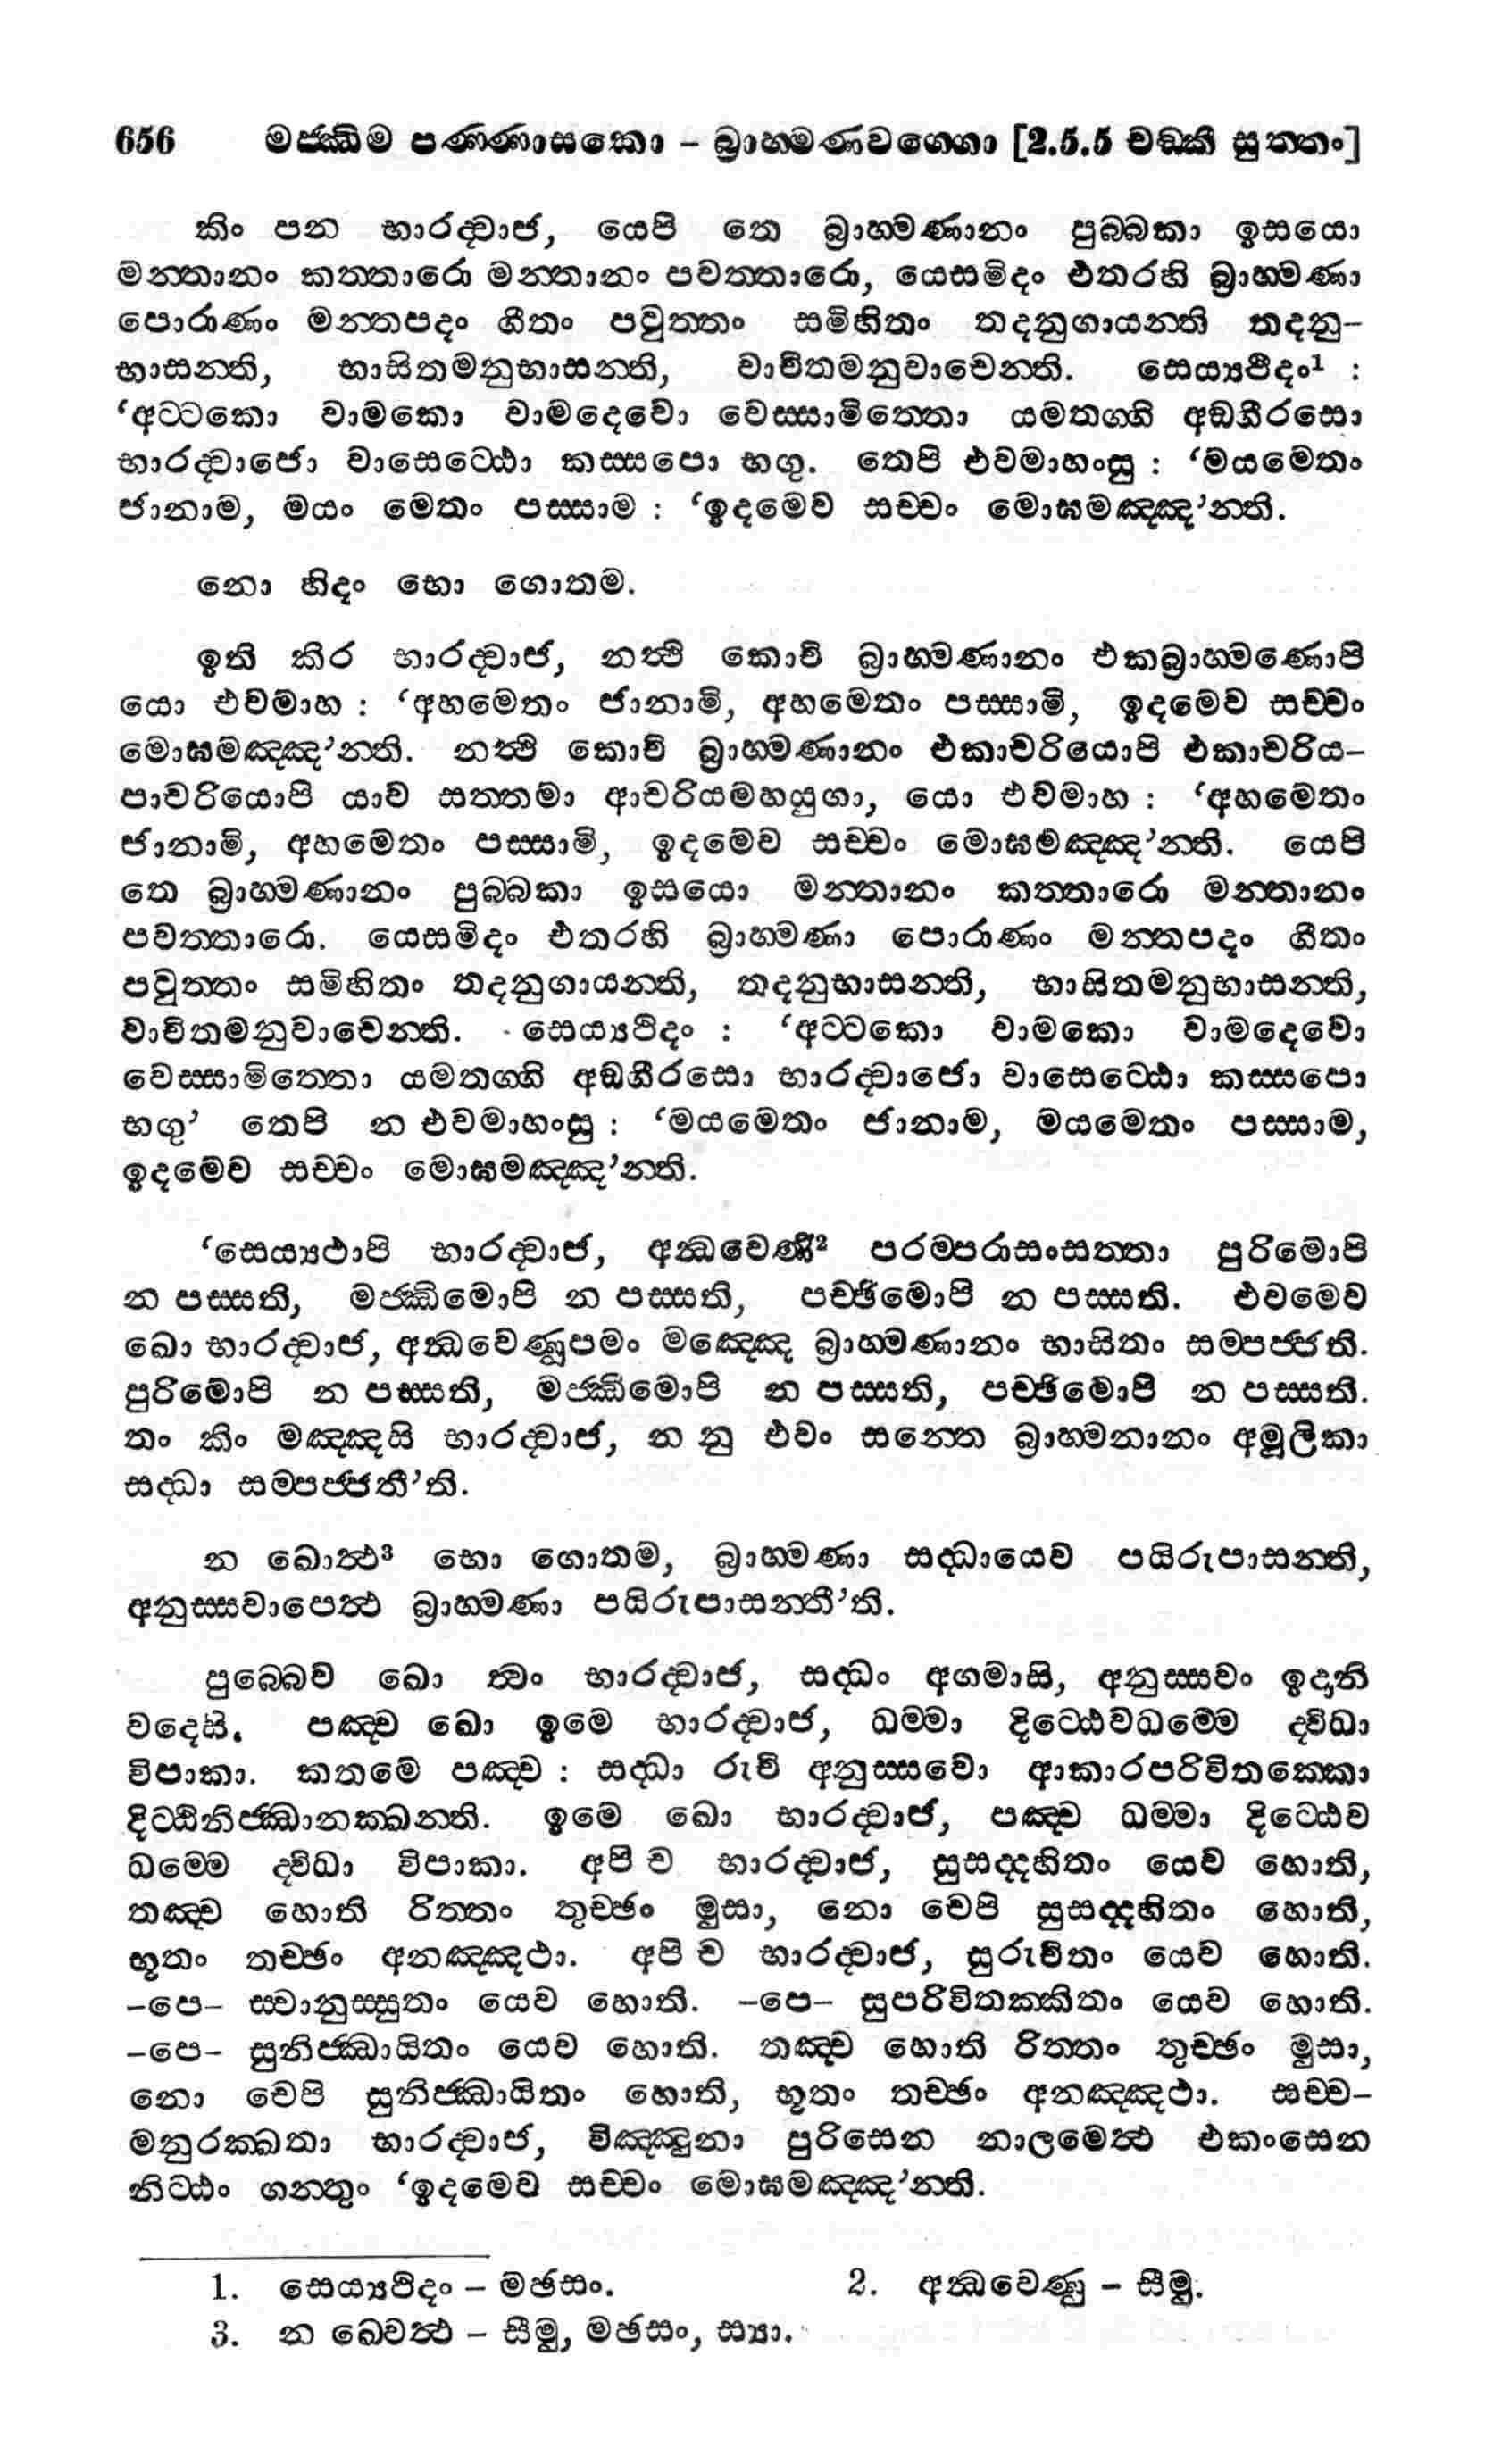 656 මජ්ඣිම පණ්ණාසකො – බ්‍රාහ්මණවග්ගො [2.5.5 චඞ්කී සුත්තං]
කිං පන භාරද්වාජ, යෙපි තෙ බ්‍රාහ්මණානං පුබ්බකා ඉසයො
මන්තානං කත්තාරො මන්තානං පවත්තාරො, යෙසමිදං එතරහි බ්‍රාහ්මණා
පොරාණං මන්තපදං ගීතං පවුත්තං සමිහිතං තදනුගායන්ති තදනු–
භාසන්ති, භාසිතමනුභාසන්ති, වාචිතමනුවාචෙන්ති. සෙය්‍යථීදං¹ :
‘අට්ටකො වාමකො වාමදෙවො වෙස්සාමිත්තො යමතග්ගි අඞ්ගීරසො
භාරද්වාජො වාසෙට්ඨො කස්සපො භගු. තෙපි එවමාහංසු : ‘මයමෙතං
ජානාම, මයං මෙතං පස්සාම : ‘ඉදමෙව සච්චං මොඝමඤ්ඤ’න්ති.
නො හිදං භො ගොතම.
ඉති කිර භාරද්වාජ, නත්ථි කොචි බ්‍රාහ්මණානං එකබ්‍රාහ්මණොපි
යො එවමාහ : ‘අහමෙතං ජානාමි, අහමෙතං පස්සාමි, ඉදමෙව සච්චං
මොඝමඤ්ඤ’න්ති. නත්ථි කොචි බ්‍රාහ්මණානං එකාචරියොපි එකාචරිය–
පාචරියොපි යාව සත්තමා ආචරියමහයුගා, යො එවමාහ : ‘අහමෙතං
ජානාමි, අහමෙතං පස්සාමි, ඉදමෙව සච්චං මොඝමඤ්ඤ’න්ති. යෙපි
තෙ බ්‍රාහ්මණානං පුබ්බකා ඉසයො මන්තානං කත්තාරො මන්තානං
පවත්තාරො. යෙසමිදං එතරහි බ්‍රාහ්මණා පොරාණං මන්තපදං ගීතං
පවුත්තං සමිහිතං තදනුගායන්ති, තදනුභාසන්ති, භාසිතමනුභාසන්ති,
වාචිතමනුවාචෙන්ති. සෙය්‍යථිදං : ‘අට්ටකො වාමකො වාමදෙවො
වෙස්සාමිත්තො යමතග්ගි අඞ්ගීරසො භාරද්වාජො වාසෙට්ඨො කස්සපො
භගු’ තෙපි න එවමාහංසු : ‘මයමෙතං ජානාම, මයමෙතං පස්සාම,
ඉදමෙව සච්චං මොඝමඤ්ඤ’න්ති.
‘සෙය්‍යථාපි භාරද්වාජ, අන්ධවෙණි² පරම්පරාසංසත්තා පුරිමොපි
න පස්සති, මජ්ඣිමොපි න පස්සති, පච්ඡිමොපි න පස්සති. එවමෙව
ඛො භාරද්වාජ, අන්ධවෙණූපමං මඤ්ඤෙ බ්‍රාහ්මණානං භාසිතං සම්පජ්ජති.
පුරිමොපි න පස්සති, මජ්ඣිමොපි න පස්සති, පච්ඡිමොපි න පස්සති.
තං කිං මඤ්ඤසි භාරද්වාජ, න නු එවං සන්තෙ බ්‍රාහ්මනානං අමූලිකා
සද්ධා සම්පජ්ජතී’ති.
න ඛොත්ථ³ භො ගොතම, බ්‍රාහ්මණා සද්ධායෙව පයිරුපාසන්ති,
අනුස්සවාපෙත්ථ බ්‍රාහ්මණා පයිරුපාසන්තී’ති.
පුබ්බෙව ඛො ත්වං භාරද්වාජ, සද්ධං අගමාසි, අනුස්සවං ඉදානි
වදෙසි. පඤ්ච ඛො ඉමෙ භාරද්වාජ, ධම්මා දිට්ඨෙවධම්මෙ ද්විධා
විපාකා. කතමෙ පඤ්ච : සද්ධා රුචි අනුස්සවො ආකාරපරිවිතක්කො
දිට්ඨිනිජ්ඣානක්ඛන්ති. ඉමෙ ඛො භාරද්වාජ, පඤ්ච ධම්මා දිට්ඨෙව
ධම්මෙ ද්විධා විපාකා. අපි ච භාරද්වාජ, සුසද්දහිතං යෙව හොති,
තඤ්ච හොති රිත්තං තුච්ඡං මුසා, නො චෙපි සුසද්දහිතං හොති,
භූතං තච්ඡං අනඤ්ඤථා. අපි ච භාරද්වාජ, සුරුචිතං යෙව හොති.
–පෙ– ස්වානුස්සුතං යෙව හොති. –පෙ– සුපරිවිතක්කිතං යෙව හොති.
–පෙ– සුනිජ්ඣායිතං යෙව හොති. තඤ්ච හොති රිත්තං තුච්ඡං මුසා,
නො චෙපි සුනිජ්ඣායිතං හොති, භූතං තච්ඡං අනඤ්ඤථා. සච්ච–
මනුරක්ඛතා භාරද්වාජ, විඤ්ඤුනා පුරිසෙන නාලමෙත්ථ එකංසෙන
නිට්ඨං ගන්තුං ‘ඉදමෙව සච්චං මොඝමඤ්ඤ’න්ති.
1. සෙය්‍යථිදං – මඡසං. 2. අන්ධවෙණු – සීමු.
3. න ඛ්වෙත්ථ – සීමු, මඡසං, ස්‍යා.